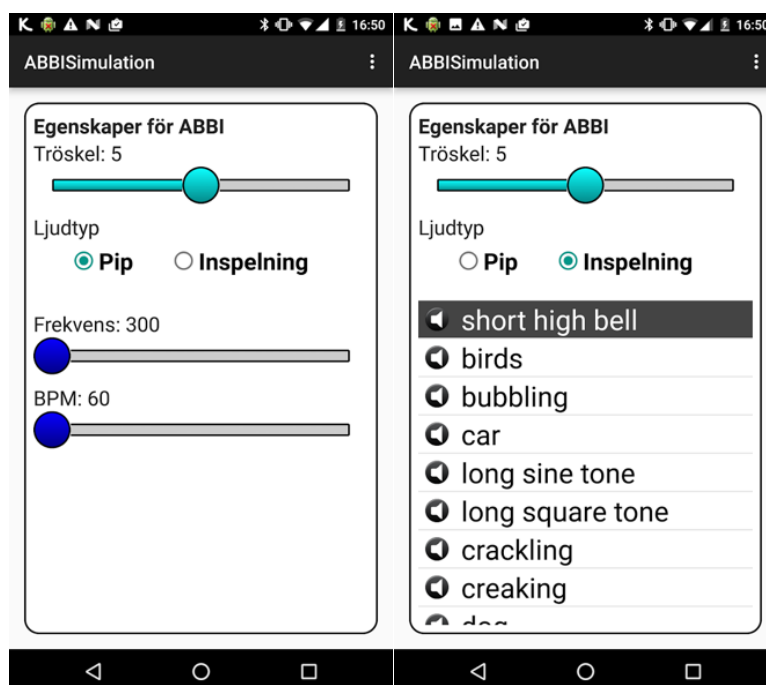 16:50
ABBISimulation
Egenskaper för ABBI
Tröskel: 5
Ljudtyp
Pip Inspelning
Frekvens: 300
BPM: 60
16:50
ABBISimulation
Egenskaper för ABBI
Tröskel: 5
Ljudtyp
Pip Inspelning
short high bell
birds
bubbling
car
long sine tone
long square tone
crackling
creaking
dog